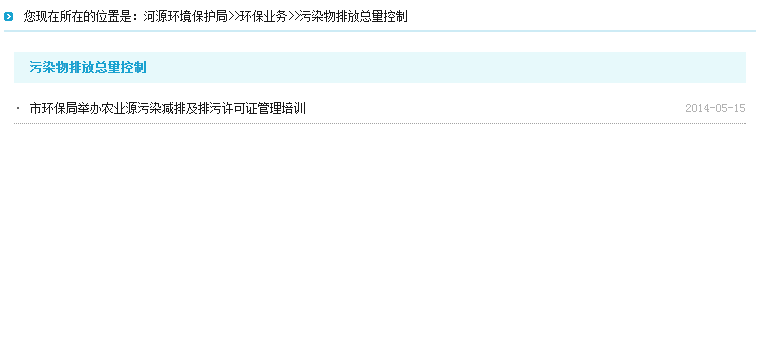 您现在所在的位置是：河源环境保护局>>环保业务>>污染物排放总量控制
污染物排放总量控制
· 市环保局举办农业源污染减排及排污许可证管理培训 2014-05-15